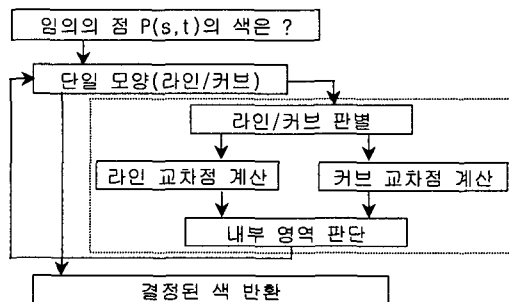 임의의 점 P(s,t)의 색은 ?
단일 모양(라인/커브)
라인/커브 판별
라인 교차점 계산
커브 교차점 계산
내부 영역 판단
결정된 색 반환